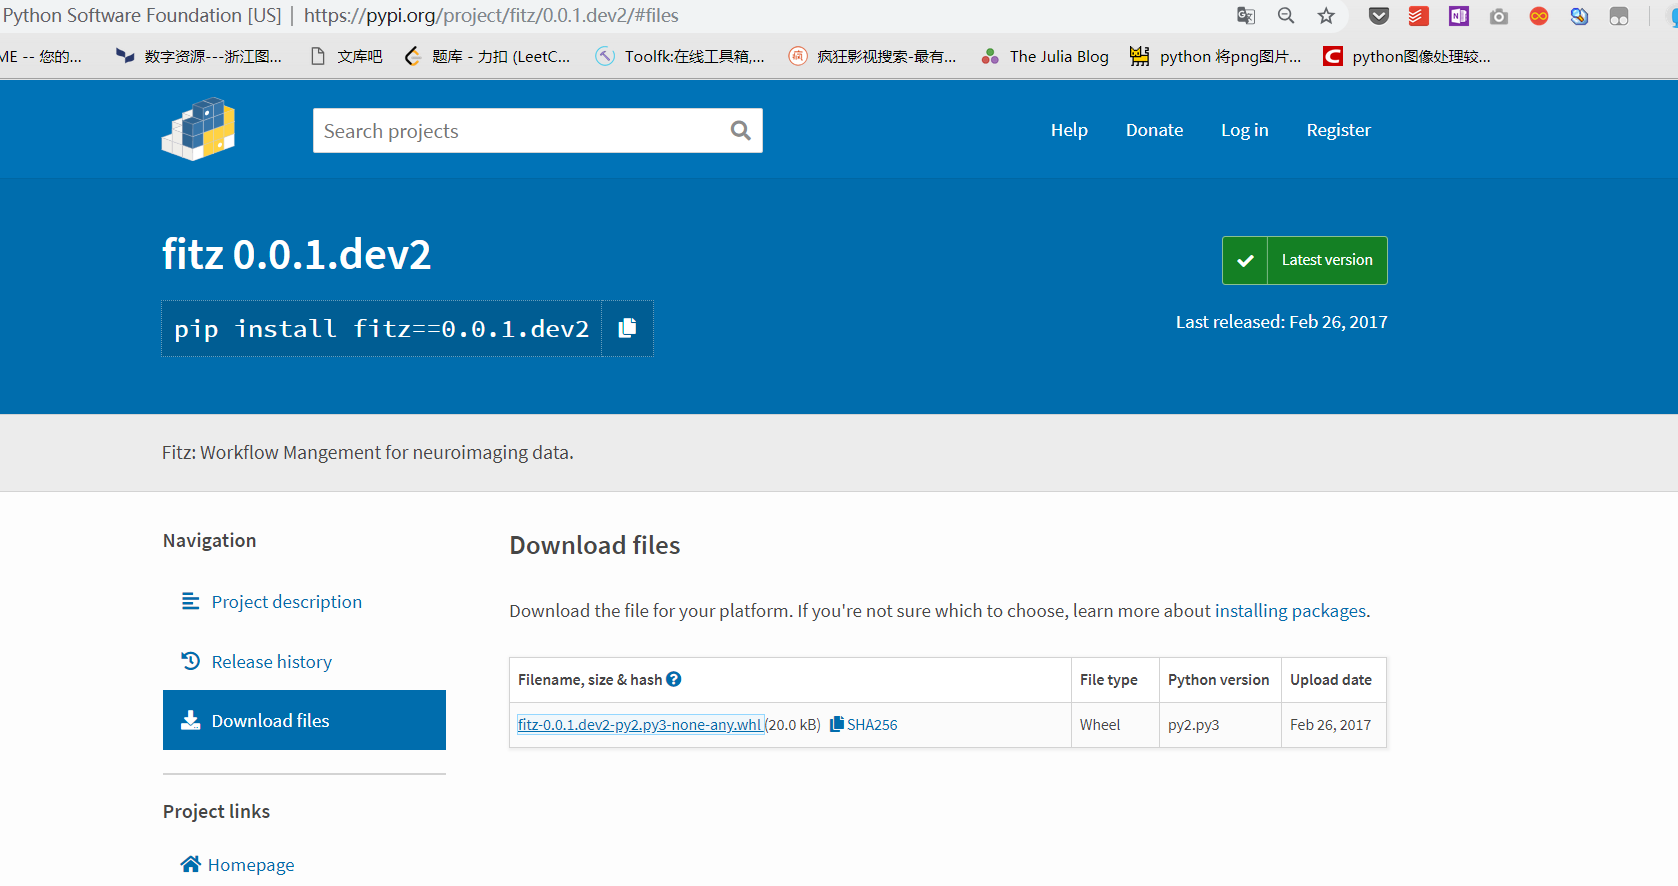 Python Software Foundation [US] | https://pypi.org/project/fitz/0.0.1.dev2/#files
ME -- 您的... 数字资源---浙江图... 文库吧 题库 - 力扣 (LeetC... Toolfk:在线工具箱,... 疯狂影视搜索-最有... The Julia Blog python 将png图片... python图像处理较...
Search projects
Help Donate Log in Register
fitz 0.0.1.dev2
pip install fitz==0.0.1.dev2
Latest version
Last released: Feb 26, 2017
Fitz: Workflow Mangement for neuroimaging data.
Navigation
Project description
Release history
Download files
Project links
Homepage
Download files
Download the file for your platform. If you're not sure which to choose, learn more about installing packages.
Filename, size & hash File type Python version Upload date
fitz-0.0.1.dev2-py2.py3-none-any.whl (20.0 kB) SHA256 Wheel py2.py3 Feb 26, 2017